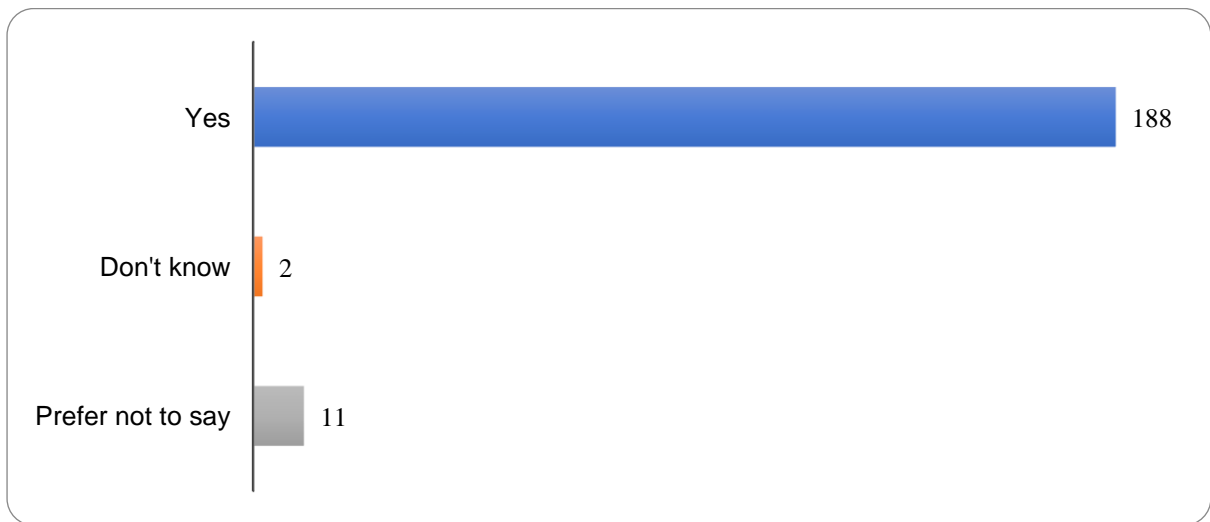 Yes 188
Don't know 2
Prefer not to say 11